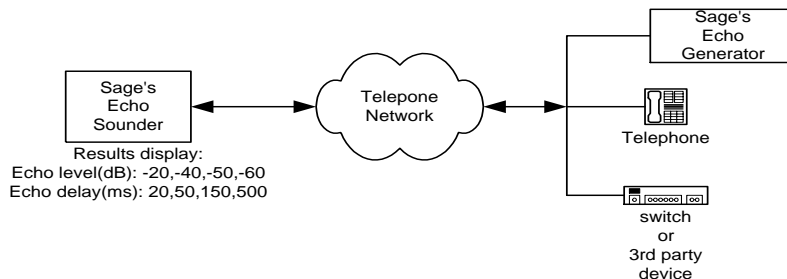 Sage's
Echo
Sounder
Results display:
Echo level(dB): -20,-40,-50,-60
Echo delay(ms): 20,50,150,500
Telepone
Network
Sage's
Echo
Generator
Telephone
switch
or
3rd party
device